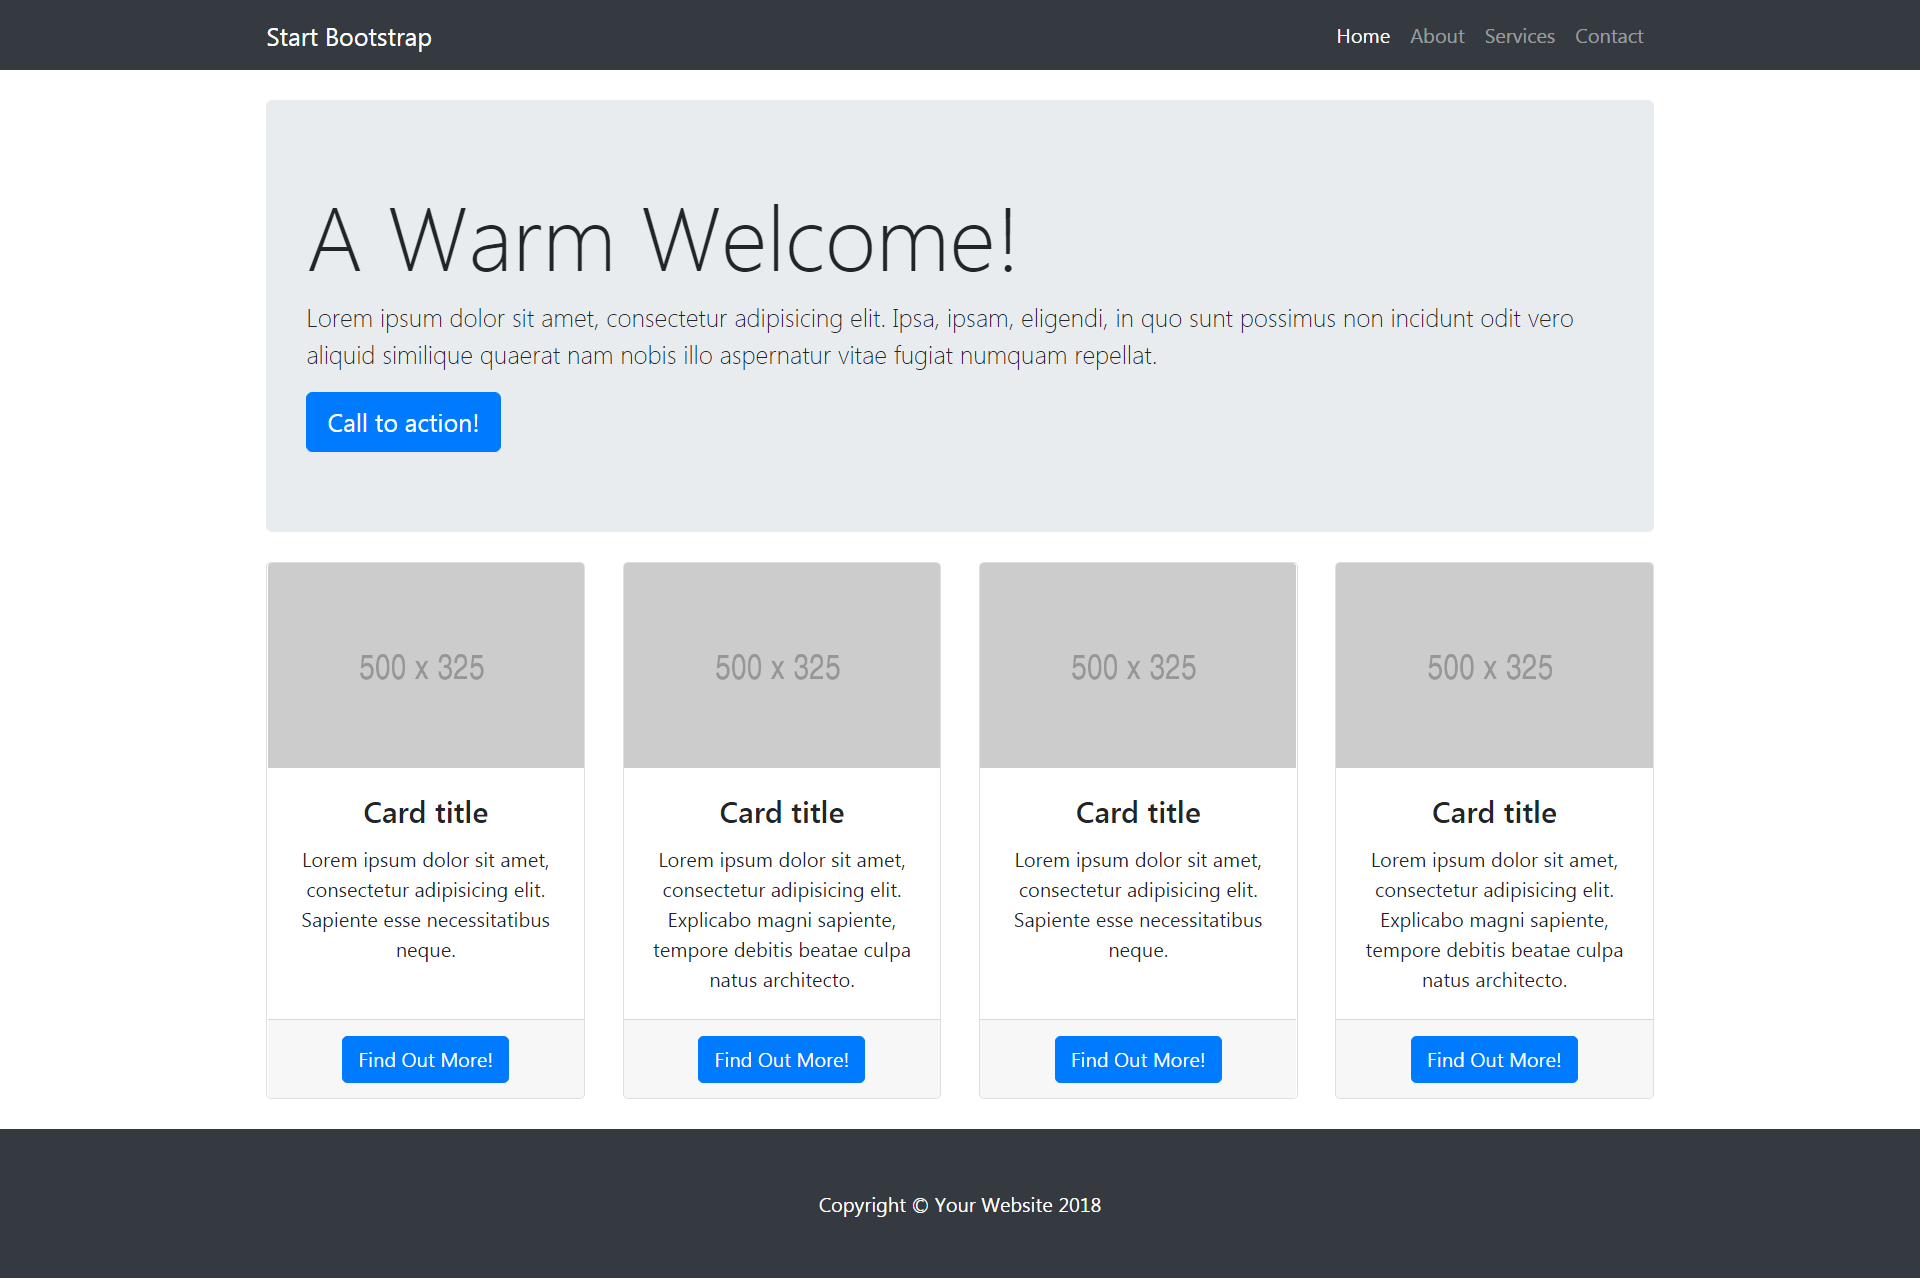 Start Bootstrap
Home About Services Contact
A Warm Welcome!
Lorem ipsum dolor sit amet, consectetur adipisicing elit. Ipsa, ipsam, eligendi, in quo sunt possimus non incidunt odit vero
aliquid similique quaerat nam nobis illo aspernatur vitae fugiat numquam repellat.
Call to action!
500 x 325
Card title
Lorem ipsum dolor sit amet,
consectetur adipisicing elit.
Sapiente esse necessitatibus
neque.
Find Out More!
500 x 325
Card title
Lorem ipsum dolor sit amet,
consectetur adipisicing elit.
Explicabo magni sapiente,
tempore debitis beatae culpa
natus architecto.
Find Out More!
500 x 325
Card title
Lorem ipsum dolor sit amet,
consectetur adipisicing elit.
Sapiente esse necessitatibus
neque.
Find Out More!
500 x 325
Card title
Lorem ipsum dolor sit amet,
consectetur adipisicing elit.
Explicabo magni sapiente,
tempore debitis beatae culpa
natus architecto.
Find Out More!
Copyright © Your Website 2018